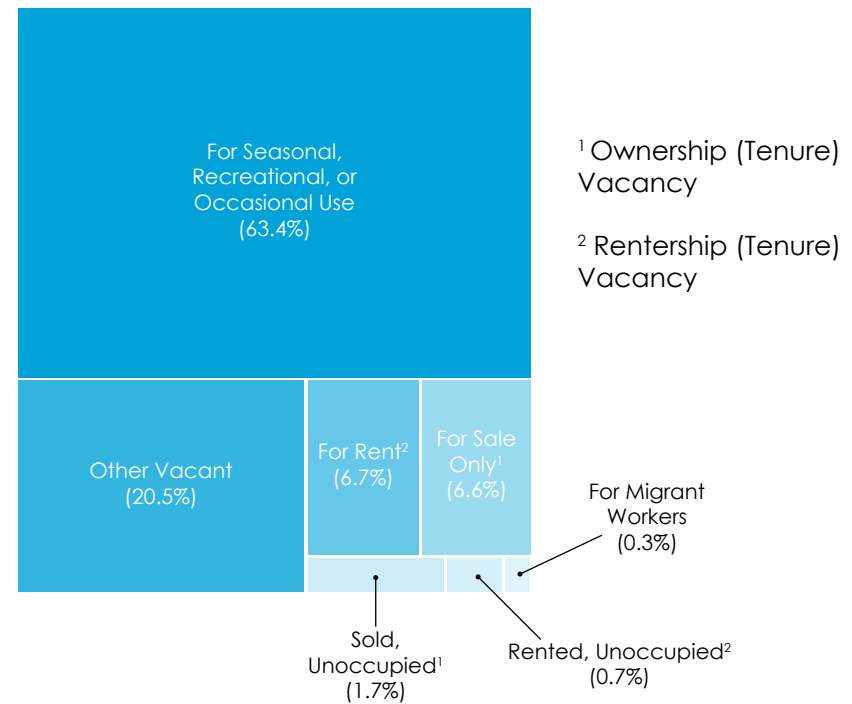 For Seasonal,
Recreational, or
Occasional Use
(63.4%)
¹ Ownership (Tenure)
Vacancy
² Rentership (Tenure)
Vacancy
Other Vacant
(20.5%)
For Rent²
(6.7%)
For Sale
Only¹
(6.6%)
For Migrant
Workers
(0.3%)
Sold,
Unoccupied¹
(1.7%)
Rented, Unoccupied²
(0.7%)